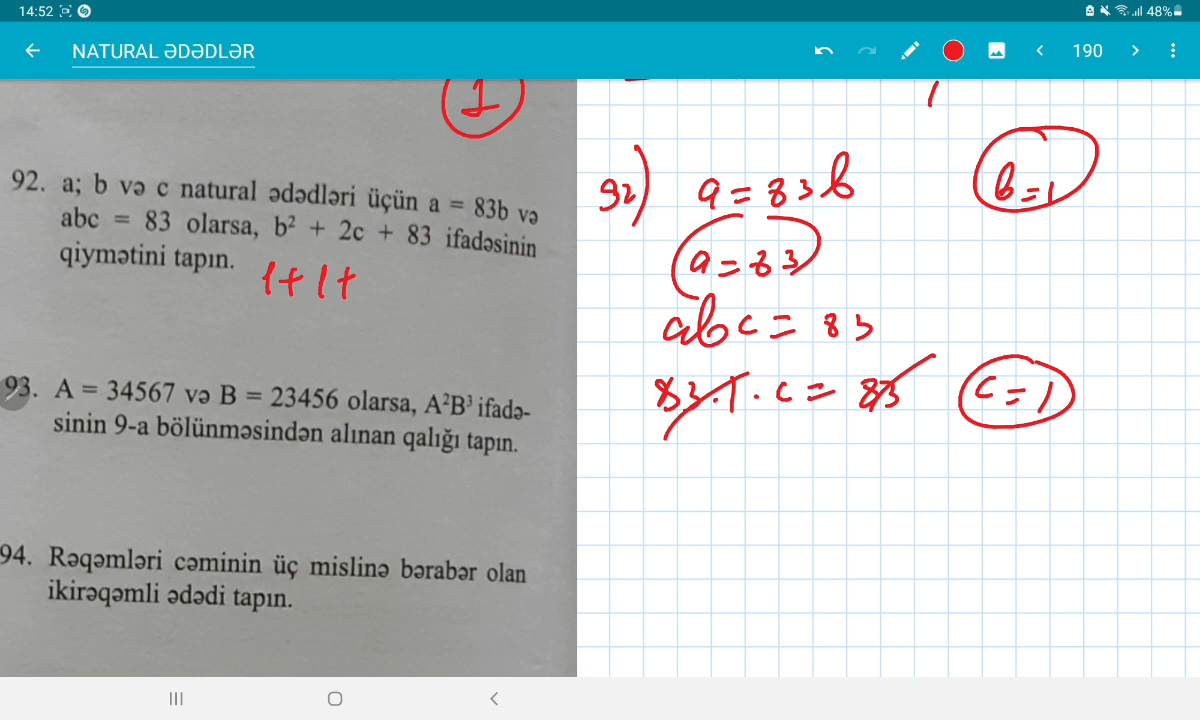 14:52
48%
NATURAL ƏDƏDLƏR
190
1
92. a; b və c natural ədədləri üçün a = 83b və
abc = 83 olarsa, b² + 2c + 83 ifadəsinin
qiymətini tapın.
1+1+
93. A = 34567 və B = 23456 olarsa, A²B³ ifadə-
sinin 9-a bölünməsindən alınan qalığı tapın.
94. Rəqəmləri cəminin üç mislinə bərabər olan
ikirəqəmli ədədi tapın.
92) a = 83b b=1
a = 83
abc = 83
83·1·c = 83 c=1